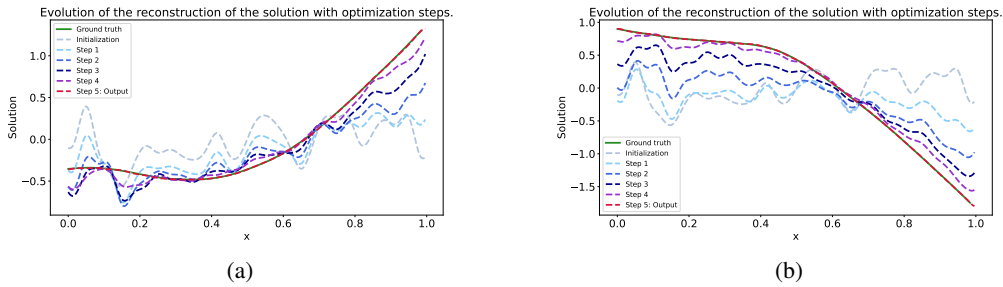 Evolution of the reconstruction of the solution with optimization steps.
Solution
1.0
0.5
0.0
−0.5
Ground truth
Initialization
Step 1
Step 2
Step 3
Step 4
Step 5: Output
0.0 0.2 0.4 0.6 0.8 1.0
x
(a)
Evolution of the reconstruction of the solution with optimization steps.
Solution
1.0
0.5
0.0
−0.5
−1.0
−1.5
Ground truth
Initialization
Step 1
Step 2
Step 3
Step 4
Step 5: Output
0.0 0.2 0.4 0.6 0.8 1.0
x
(b)